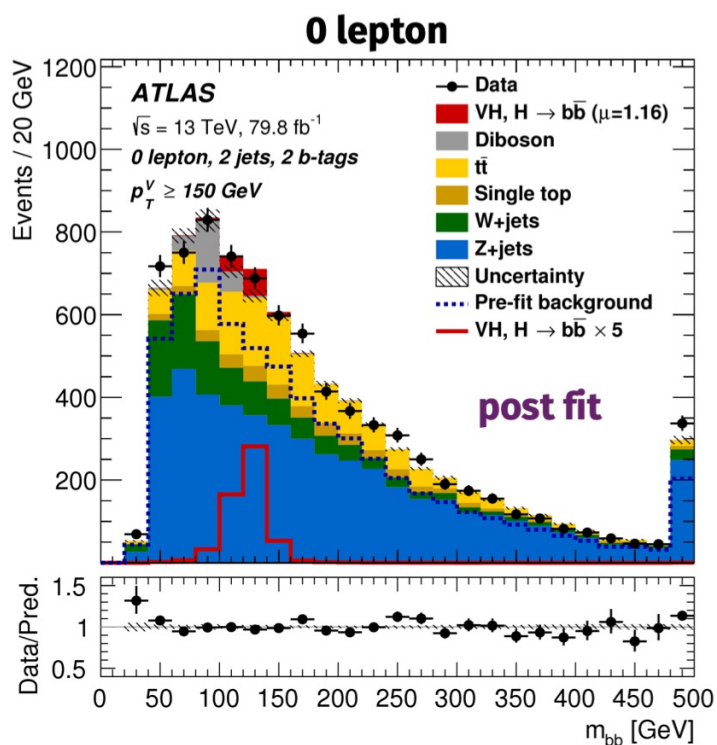 0 lepton
Events / 20 GeV
1200
1000
800
600
400
200
ATLAS
√s = 13 TeV, 79.8 fb⁻¹
0 lepton, 2 jets, 2 b-tags
p_T^V ≥ 150 GeV
Data
VH, H → bb̅ (μ=1.16)
Diboson
tt̅
Single top
W+jets
Z+jets
Uncertainty
Pre-fit background
VH, H → bb̅ × 5
post fit
Data/Pred.
1.5
1
0.5
0 50 100 150 200 250 300 350 400 450 500
m_bb [GeV]